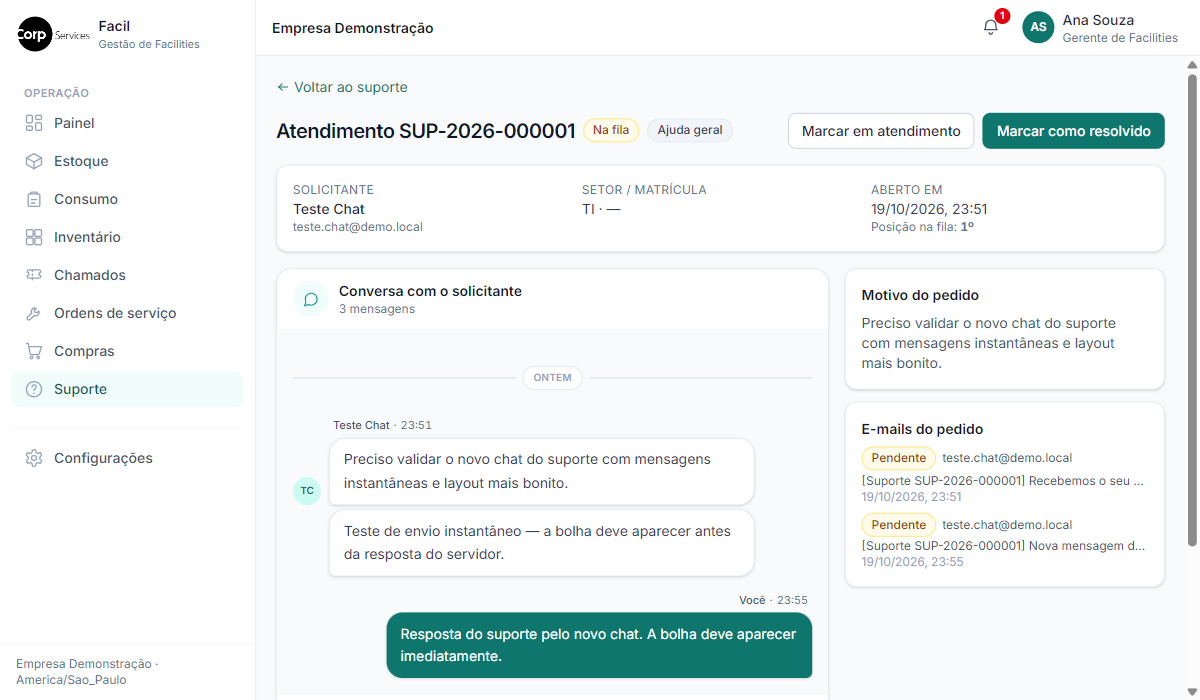 Corp Services
Facil
Gestão de Facilities
OPERAÇÃO
Painel
Estoque
Consumo
Inventário
Chamados
Ordens de serviço
Compras
Suporte
Configurações
Empresa Demonstração ·
America/Sao_Paulo
Empresa Demonstração
1
AS
Ana Souza
Gerente de Facilities
← Voltar ao suporte
Atendimento SUP-2026-000001 Na fila Ajuda geral
Marcar em atendimento
Marcar como resolvido
SOLICITANTE
Teste Chat
teste.chat@demo.local
SETOR / MATRÍCULA
TI · —
ABERTO EM
19/10/2026, 23:51
Posição na fila: 1º
Conversa com o solicitante
3 mensagens
ONTEM
Teste Chat · 23:51
Preciso validar o novo chat do suporte com mensagens
instantâneas e layout mais bonito.
TC
Teste de envio instantâneo — a bolha deve aparecer antes
da resposta do servidor.
Você · 23:55
Resposta do suporte pelo novo chat. A bolha deve aparecer
imediatamente.
Motivo do pedido
Preciso validar o novo chat do suporte
com mensagens instantâneas e layout
mais bonito.
E-mails do pedido
Pendente teste.chat@demo.local
[Suporte SUP-2026-000001] Recebemos o seu ...
19/10/2026, 23:51
Pendente teste.chat@demo.local
[Suporte SUP-2026-000001] Nova mensagem d...
19/10/2026, 23:55